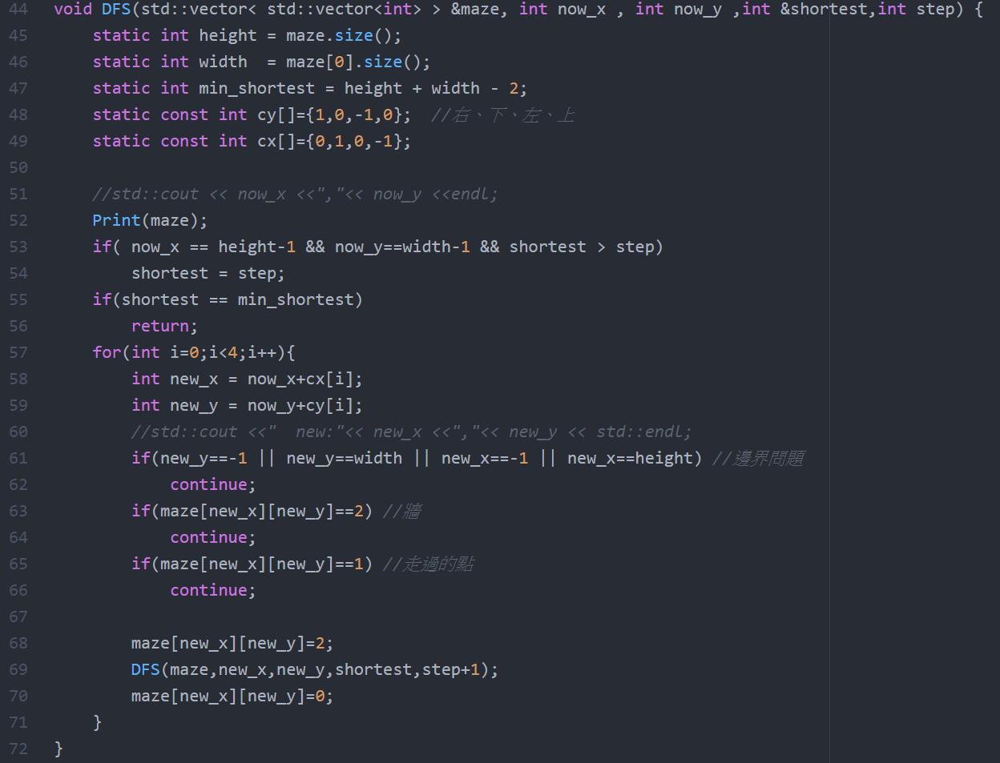 44 void DFS(std::vector< std::vector<int> > &maze, int now_x , int now_y ,int &shortest,int step) {
45     static int height = maze.size();
46     static int width  = maze[0].size();
47     static int min_shortest = height + width - 2;
48     static const int cy[]={1,0,-1,0};  //右、下、左、上
49     static const int cx[]={0,1,0,-1};
50
51     //std::cout << now_x <<","<< now_y <<endl;
52     Print(maze);
53     if( now_x == height-1 && now_y==width-1 && shortest > step)
54         shortest = step;
55     if(shortest == min_shortest)
56         return;
57     for(int i=0;i<4;i++){
58         int new_x = now_x+cx[i];
59         int new_y = now_y+cy[i];
60         //std::cout <<"  new:"<< new_x <<","<< new_y << std::endl;
61         if(new_y==-1 || new_y==width || new_x==-1 || new_x==height) //邊界問題
62             continue;
63         if(maze[new_x][new_y]==2) //牆
64             continue;
65         if(maze[new_x][new_y]==1) //走過的點
66             continue;
67
68         maze[new_x][new_y]=2;
69         DFS(maze,new_x,new_y,shortest,step+1);
70         maze[new_x][new_y]=0;
71     }
72 }